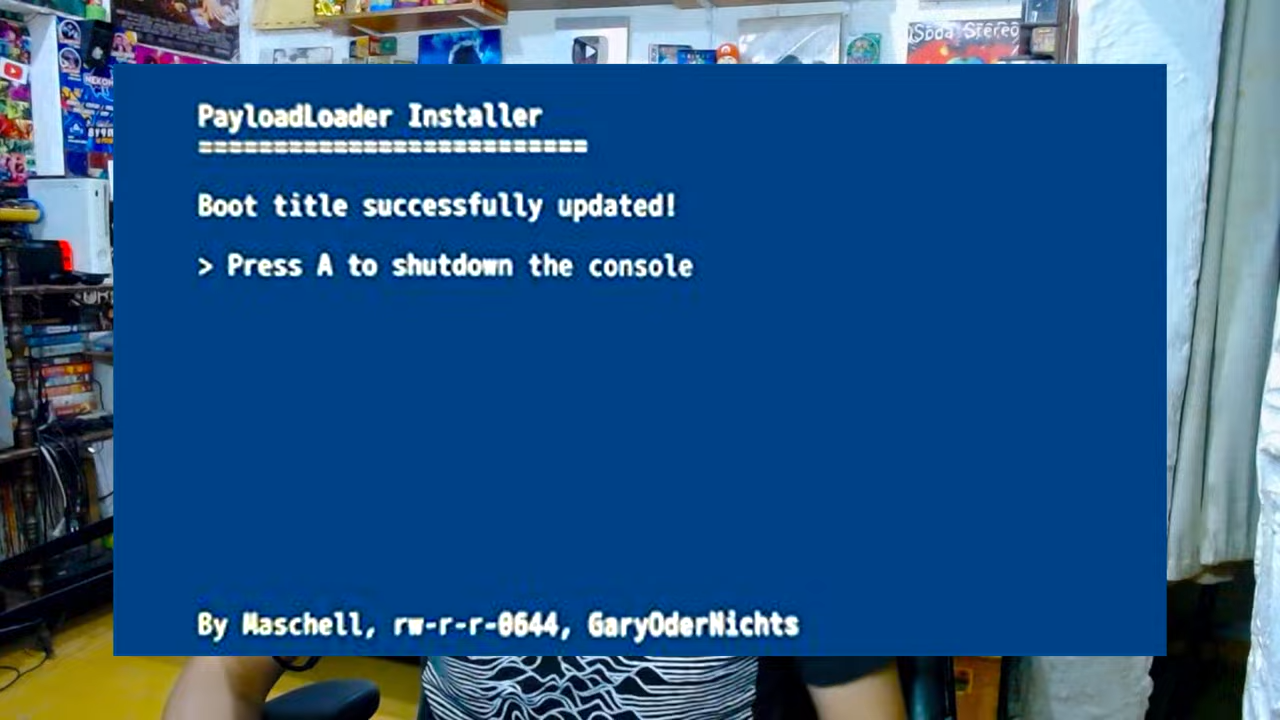 Soda Stereo
PayloadLoader Installer
==========================
Boot title successfully updated!
> Press A to shutdown the console
By Maschell, rw-r-r-0644, GaryOderNichts